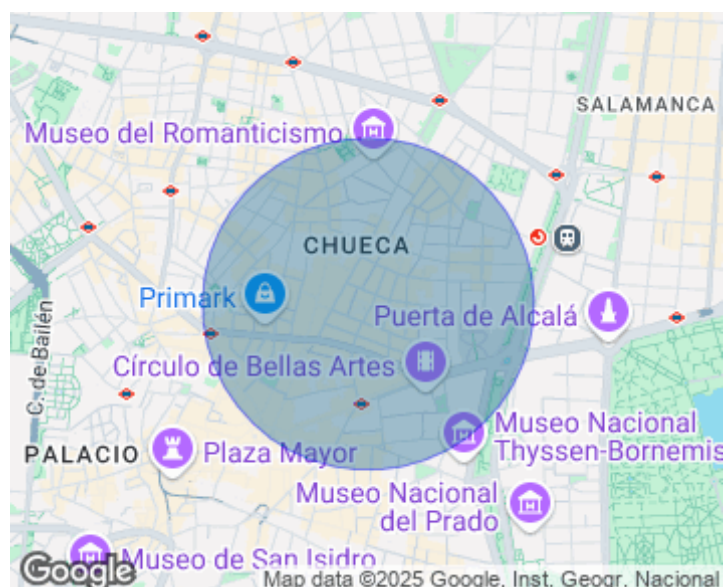 SALAMANCA
Museo del Romanticismo
CHUECA
Primark
Puerta de Alcalá
C. de Bailén
Círculo de Bellas Artes
Museo Nacional
Thyssen-Bornemis
PALACIO
Plaza Mayor
Museo Nacional
del Prado
Museo de San Isidro
Google
Map data ©2025 Google, Inst. Geogr. Nacional